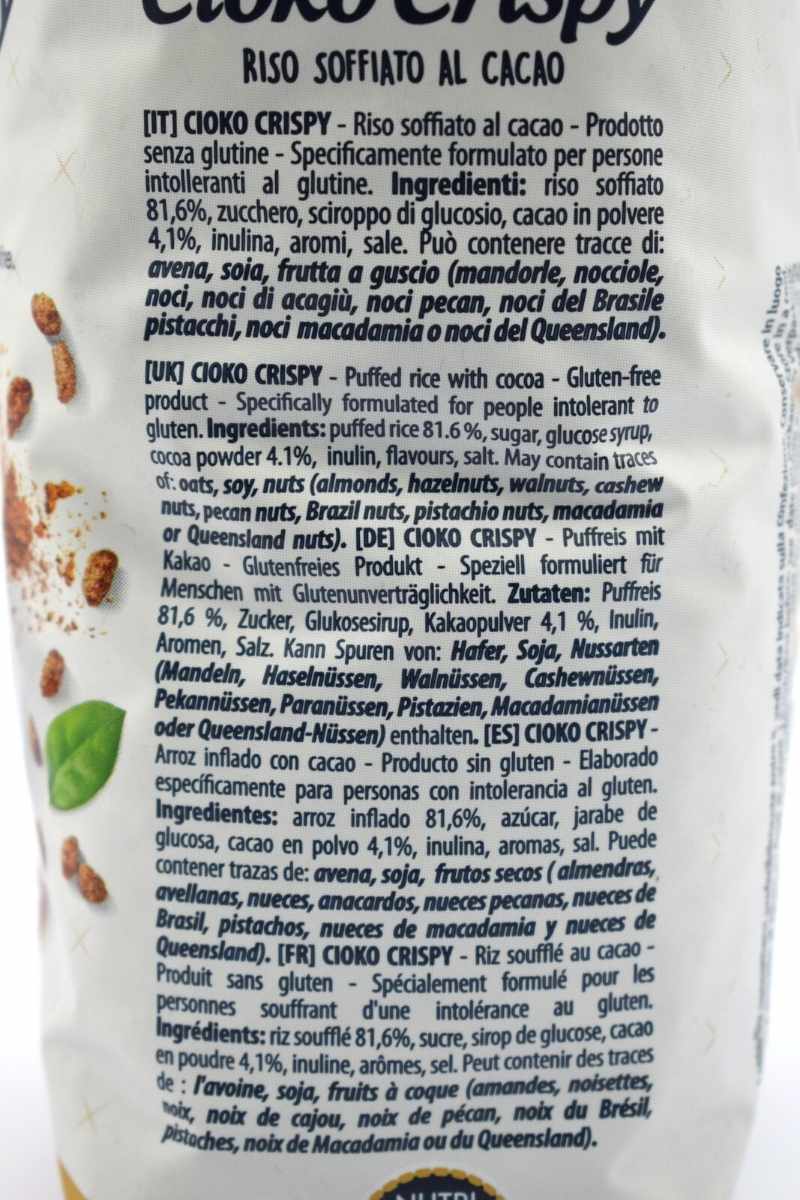 Cioko Crispy
RISO SOFFIATO AL CACAO
[IT] CIOKO CRISPY - Riso soffiato al cacao - Prodotto
senza glutine - Specificamente formulato per persone
intolleranti al glutine. Ingredienti: riso soffiato
81,6%, zucchero, sciroppo di glucosio, cacao in polvere
4,1%, inulina, aromi, sale. Può contenere tracce di:
avena, soia, frutta a guscio (mandorle, nocciole,
noci, noci di acagiù, noci pecan, noci del Brasile
pistacchi, noci macadamia o noci del Queensland).
[UK] CIOKO CRISPY - Puffed rice with cocoa - Gluten-free
product - Specifically formulated for people intolerant to
gluten. Ingredients: puffed rice 81.6 %, sugar, glucose syrup,
cocoa powder 4.1%, inulin, flavours, salt. May contain traces
of: oats, soy, nuts (almonds, hazelnuts, walnuts, cashew
nuts, pecan nuts, Brazil nuts, pistachio nuts, macadamia
or Queensland nuts). [DE] CIOKO CRISPY - Puffreis mit
Kakao - Glutenfreies Produkt - Speziell formuliert für
Menschen mit Glutenunverträglichkeit. Zutaten: Puffreis
81,6 %, Zucker, Glukosesirup, Kakaopulver 4,1 %, Inulin,
Aromen, Salz. Kann Spuren von: Hafer, Soja, Nussarten
(Mandeln, Haselnüssen, Walnüssen, Cashewnüssen,
Pekannüssen, Paranüssen, Pistazien, Macadamianüssen
oder Queensland-Nüssen) enthalten. [ES] CIOKO CRISPY -
Arroz inflado con cacao - Producto sin gluten - Elaborado
específicamente para personas con intolerancia al gluten.
Ingredientes: arroz inflado 81,6%, azúcar, jarabe de
glucosa, cacao en polvo 4,1%, inulina, aromas, sal. Puede
contener trazas de: avena, soja, frutos secos ( almendras,
avellanas, nueces, anacardos, nueces pecanas, nueces de
Brasil, pistachos, nueces de macadamia y nueces de
Queensland). [FR] CIOKO CRISPY - Riz soufflé au cacao -
Produit sans gluten - Spécialement formulé pour les
personnes souffrant d'une intolérance au gluten.
Ingrédients: riz soufflé 81,6%, sucre, sirop de glucose, cacao
en poudre 4,1%, inuline, arômes, sel. Peut contenir des traces
de : l'avoine, soja, fruits à coque (amandes, noisettes,
noix, noix de cajou, noix de pécan, noix du Brésil,
pistaches, noix de Macadamia ou du Queensland).
NUTRI